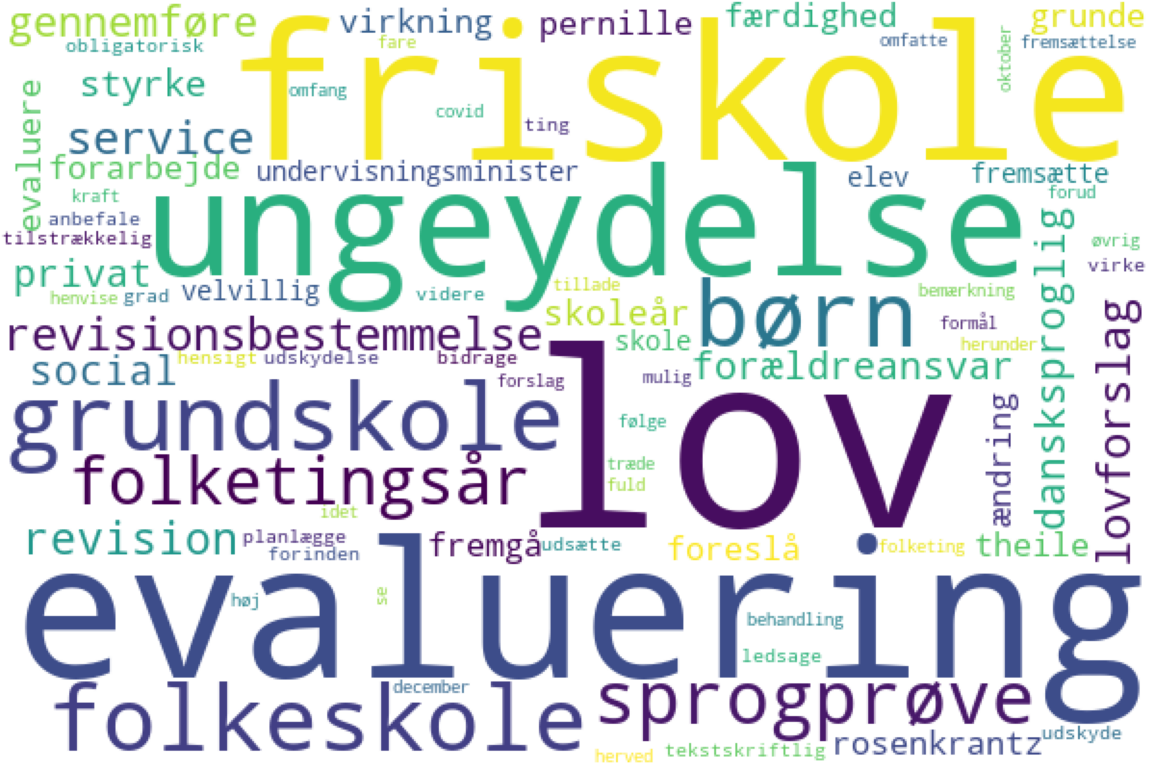 gennemføre virkning pernille færdighed grunde
obligatorisk fare omfatte fremsættelse
friskole
styrke omfang oktober
evaluere service covid ting
forarbejde undervisningsminister elev fremsætte
kraft forud
anbefale ungeydelse
tilstrækkelig øvrig
privat virke
henvise grad velvillig videre tillade bemærkning
skoleår børn formål
revisionsbestemmelse skole herunder
social hensigt udskydelse bidrage forældreansvar dansksproglig
forslag mulig lovforslag
grundskole lov ændring
følge
folketingsår træde
fuld
idet
revision planlægge fremgå udsætte foreslå folketing theile
forinden
evaluering
høj se behandling
ledsage
folkeskole december sprogprøve
udskyde
herved tekstskriftlig rosenkrantz